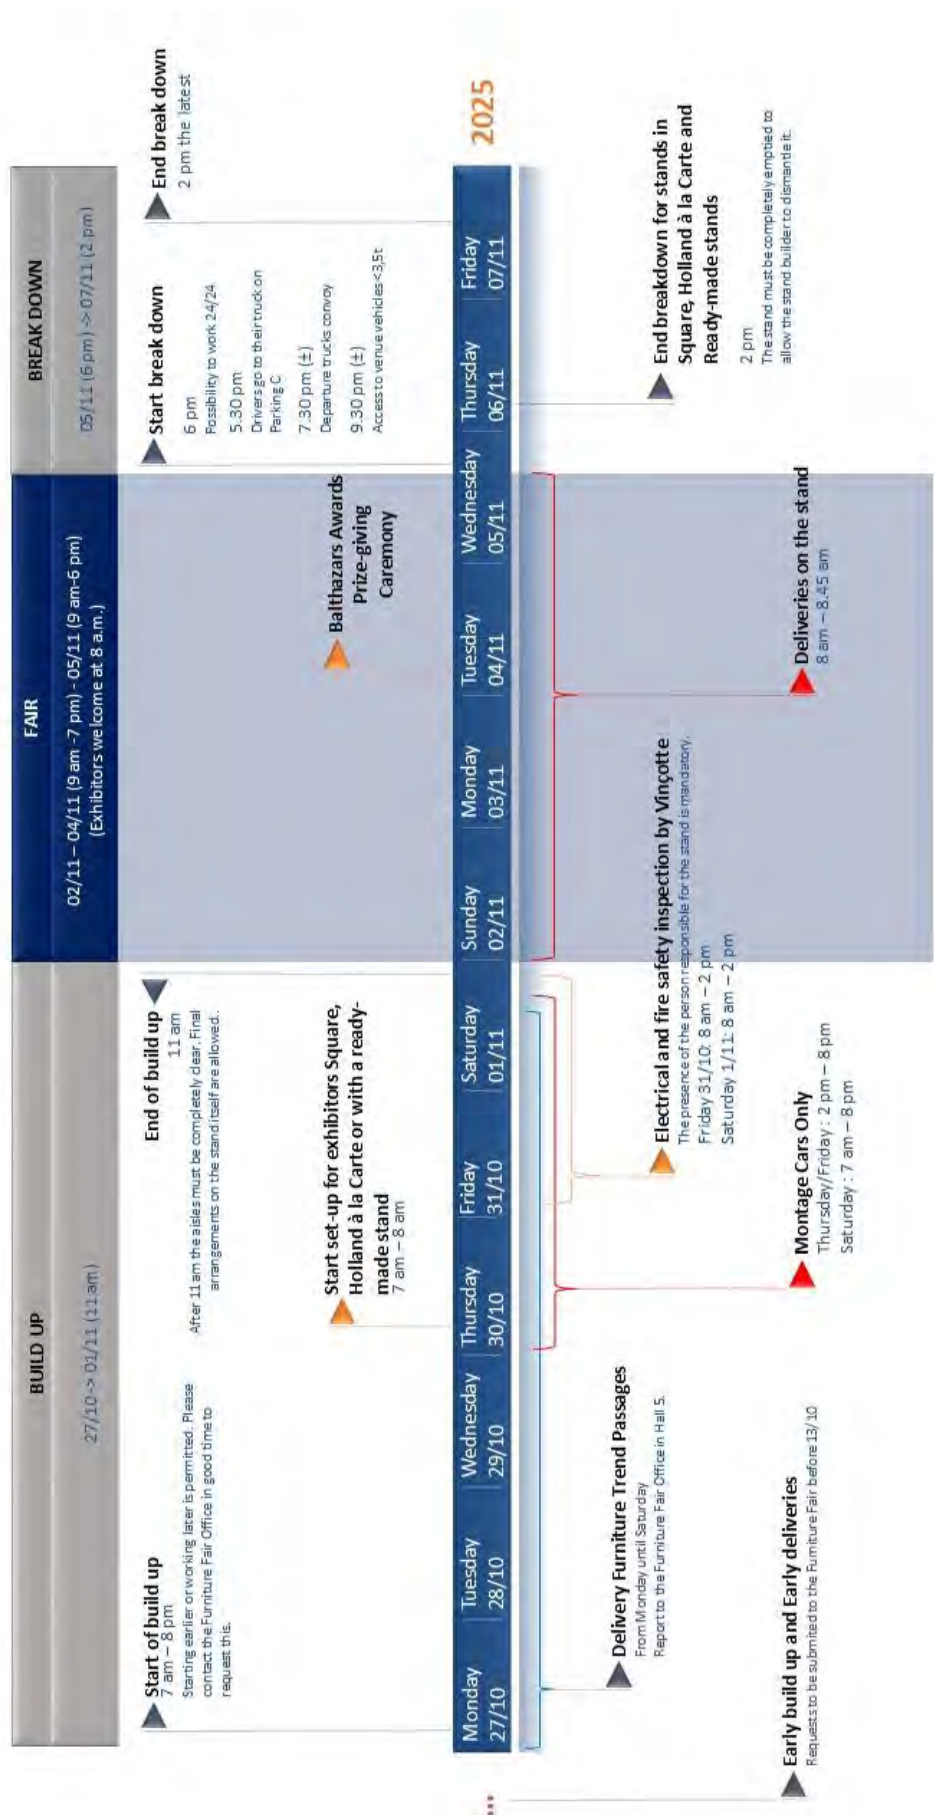 BUILD UP
27/10 -> 01/11 (11 am)
FAIR
02/11 – 04/11 (9 am -7 pm) - 05/11 (9 am-6 pm)
(Exhibitors welcome at 8 a.m.)
BREAK DOWN
05/11 (6 pm) -> 07/11 (2 pm)
Start of build up
7 am – 8 pm
Starting earlier or working later is permitted. Please
contact the Furniture Fair Office in good time to
request this.
End of build up
11 am
After 11 am the aisles must be completely clear. Final
arrangements on the stand itself are allowed.
Start set-up for exhibitors Square,
Holland à la Carte or with a ready-
made stand
7 am – 8 am
Balthazars Awards
Prize-giving
Ceremony
Start break down
6 pm
Possibility to work 24/24
5.30 pm
Drivers go to their truck on
Parking C
7.30 pm (±)
Departure trucks convoy
9.30 pm (±)
Access to venue vehicles <3,5t
End break down
2 pm the latest
...
Monday
27/10
Tuesday
28/10
Wednesday
29/10
Thursday
30/10
Friday
31/10
Saturday
01/11
Sunday
02/11
Monday
03/11
Tuesday
04/11
Wednesday
05/11
Thursday
06/11
Friday
07/11
2025
Early build up and Early deliveries
Requests to be submited to the Furniture Fair before 13/10
Delivery Furniture Trend Passages
From Monday until Saturday
Report to the Furniture Fair Office in Hall 5.
Montage Cars Only
Thursday/Friday : 2 pm – 8 pm
Saturday : 7 am – 8 pm
Electrical and fire safety inspection by Vinçotte
The presence of the person responsible for the stand is mandatory.
Friday 31/10: 8 am – 2 pm
Saturday 1/11: 8 am – 2 pm
Deliveries on the stand
8 am – 8.45 am
End breakdown for stands in
Square, Holland à la Carte and
Ready-made stands
2 pm
The stand must be completely emptied to
allow the stand builder to dismantle it.